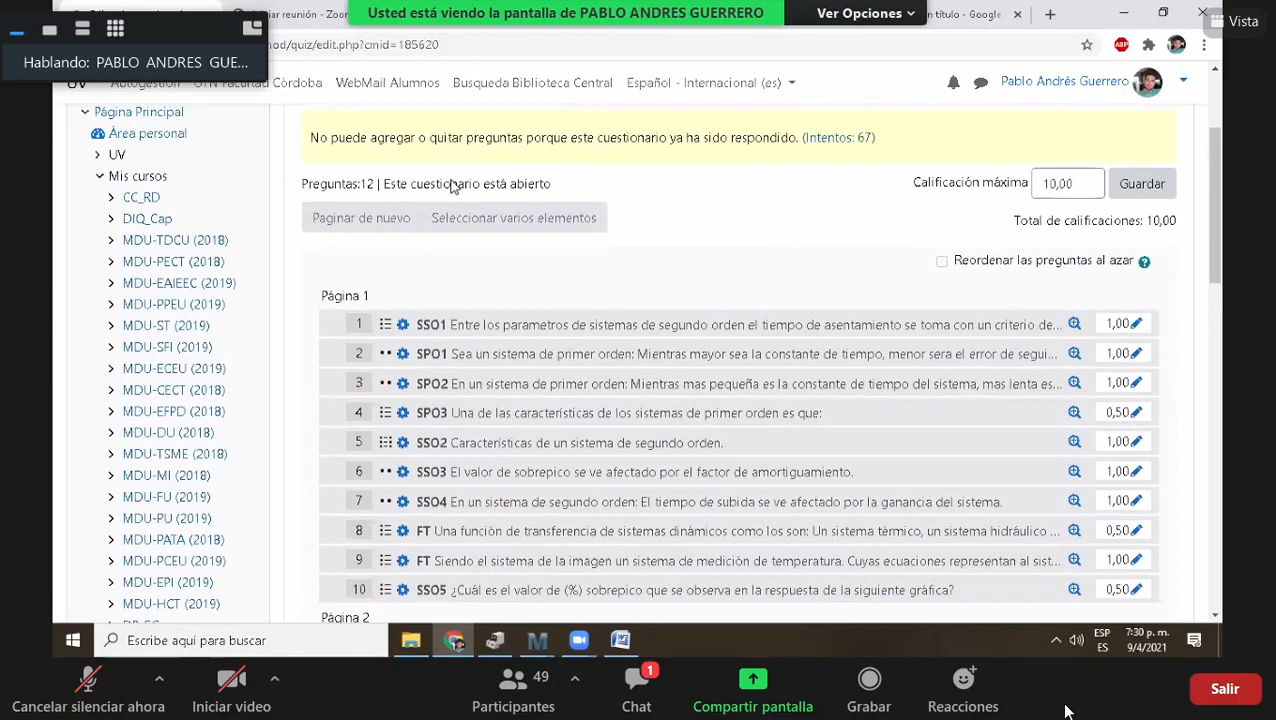 Iniciar reunión - Zoo
Usted está viendo la pantalla de PABLO ANDRES GUERRERO
Ver Opciones
n título -
Vista
Hablando: PABLO ANDRES GUE...
od/quiz/edit.php?cmid=185620
ABP
UV
Autogestión
UTN Facultad Córdoba
WebMail Alumnos
Busqueda Biblioteca Central
Español - Internacional (es)
Pablo Andrés Guerrero
Página Principal
Área personal
UV
Mis cursos
CC_RD
DIQ_Cap
MDU-TDCU (2018)
MDU-PECT (2018)
MDU-EAIEEC (2019)
MDU-PPEU (2019)
MDU-ST (2019)
MDU-SFI (2019)
MDU-ECEU (2019)
MDU-CECT (2019)
MDU-EFPD (2019)
MDU-DU (2019)
MDU-TSME (2019)
MDU-MI (2019)
MDU-FU (2019)
MDU-PU (2019)
MDU-PATA (2018)
MDU-PCEU (2019)
MDU-EPI (2019)
MDU-HCT (2019)
No puede agregar o quitar preguntas porque este cuestionario ya ha sido respondido. (Intentos: 67)
Preguntas:12 | Este cuestionario está abierto
Calificación máxima 10,00 Guardar
Paginar de nuevo Seleccionar varios elementos
Total de calificaciones: 10,00
Reordenar las preguntas al azar
Página 1
1 SSO1 Entre los parametros de sistemas de segundo orden el tiempo de asentamiento se toma con un criterio de... 1,00
2 SPO1 Sea un sistema de primer orden: Mientras mayor sea la constante de tiempo, menor sera el error de segui... 1,00
3 SPO2 En un sistema de primer orden: Mientras mas pequeña es la constante de tiempo del sistema, mas lenta es... 1,00
4 SPO3 Una de las características de los sistemas de primer orden es que: 0,50
5 SSO2 Características de un sistema de segundo orden. 1,00
6 SSO3 El valor de sobrepico se ve afectado por el factor de amortiguamiento. 1,00
7 SSO4 En un sistema de segundo orden: El tiempo de subida se ve afectado por la ganancia del sistema. 1,00
8 FT Una función de transferencia de sistemas dinámicos como los son: Un sistema térmico, un sistema hidráulico ... 0,50
9 FT Siendo el sistema de la imagen un sistema de medición de temperatura. Cuyas ecuaciones representan al sist... 1,00
10 SSO5 ¿Cuál es el valor de (%) sobrepico que se observa en la respuesta de la siguiente gráfica? 0,50
Página 2
Escribe aquí para buscar
ESP
ES
7:30 p. m.
9/4/2021
Cancelar silenciar ahora
Iniciar video
49
Participantes
1
Chat
Compartir pantalla
Grabar
Reacciones
Salir